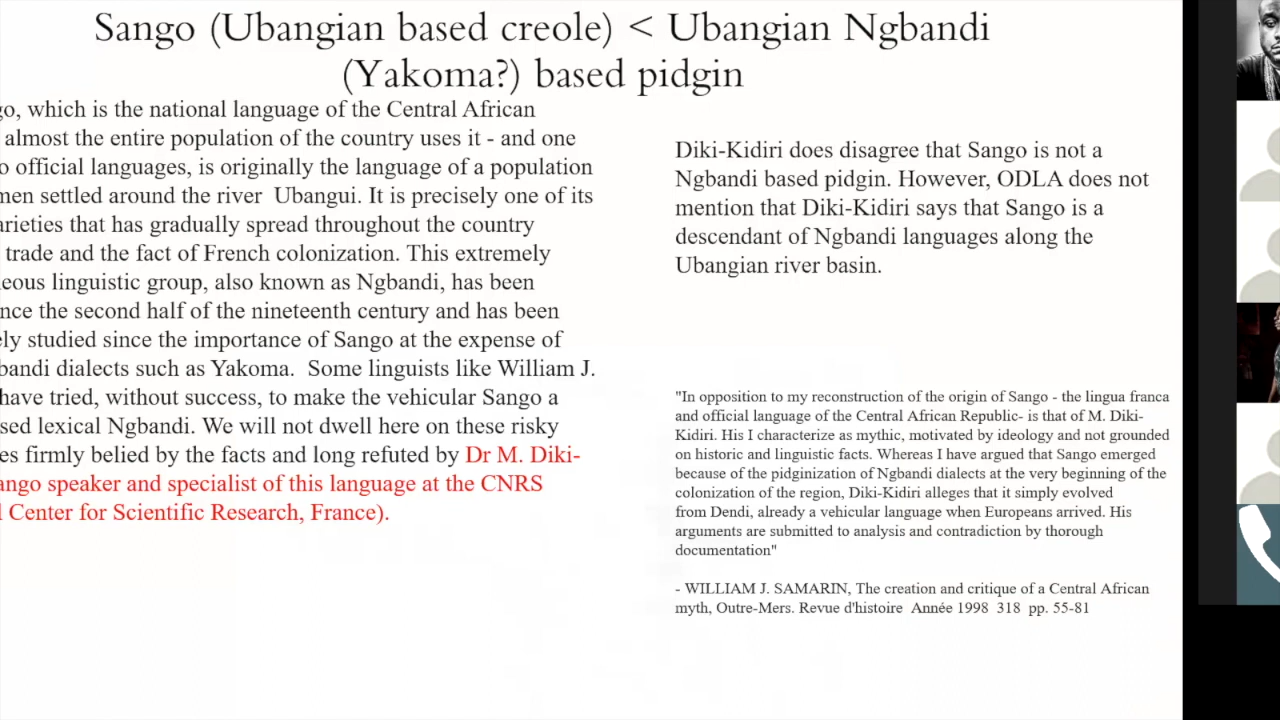 Sango (Ubangian based creole) < Ubangian Ngbandi
(Yakoma?) based pidgin
go, which is the national language of the Central African
almost the entire population of the country uses it - and one
o official languages, is originally the language of a population
men settled around the river Ubangui. It is precisely one of its
arieties that has gradually spread throughout the country
trade and the fact of French colonization. This extremely
eous linguistic group, also known as Ngbandi, has been
nce the second half of the nineteenth century and has been
ely studied since the importance of Sango at the expense of
bandi dialects such as Yakoma. Some linguists like William J.
have tried, without success, to make the vehicular Sango a
sed lexical Ngbandi. We will not dwell here on these risky
es firmly belied by the facts and long refuted by Dr M. Diki-
ango speaker and specialist of this language at the CNRS
l Center for Scientific Research, France).
Diki-Kidiri does disagree that Sango is not a
Ngbandi based pidgin. However, ODLA does not
mention that Diki-Kidiri says that Sango is a
descendant of Ngbandi languages along the
Ubangian river basin.
"In opposition to my reconstruction of the origin of Sango - the lingua franca
and official language of the Central African Republic- is that of M. Diki-
Kidiri. His I characterize as mythic, motivated by ideology and not grounded
on historic and linguistic facts. Whereas I have argued that Sango emerged
because of the pidginization of Ngbandi dialects at the very beginning of the
colonization of the region, Diki-Kidiri alleges that it simply evolved
from Dendi, already a vehicular language when Europeans arrived. His
arguments are submitted to analysis and contradiction by thorough
documentation"
- WILLIAM J. SAMARIN, The creation and critique of a Central African
myth, Outre-Mers. Revue d'histoire Année 1998 318 pp. 55-81